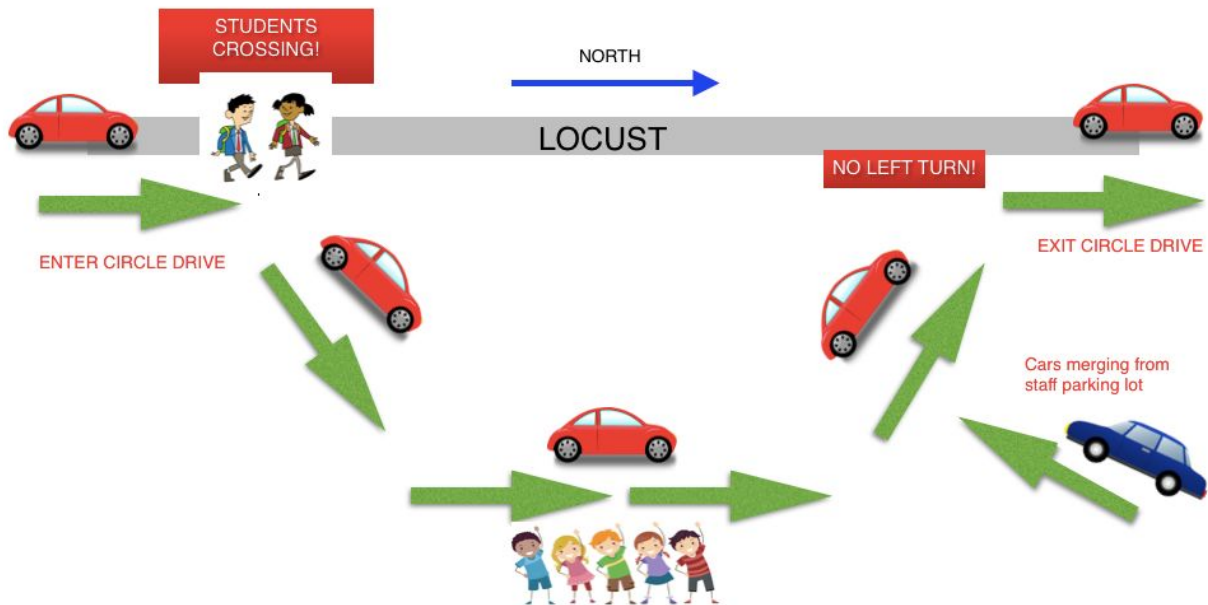 STUDENTS
CROSSING!
NORTH
LOCUST
NO LEFT TURN!
ENTER CIRCLE DRIVE
EXIT CIRCLE DRIVE
Cars merging from
staff parking lot